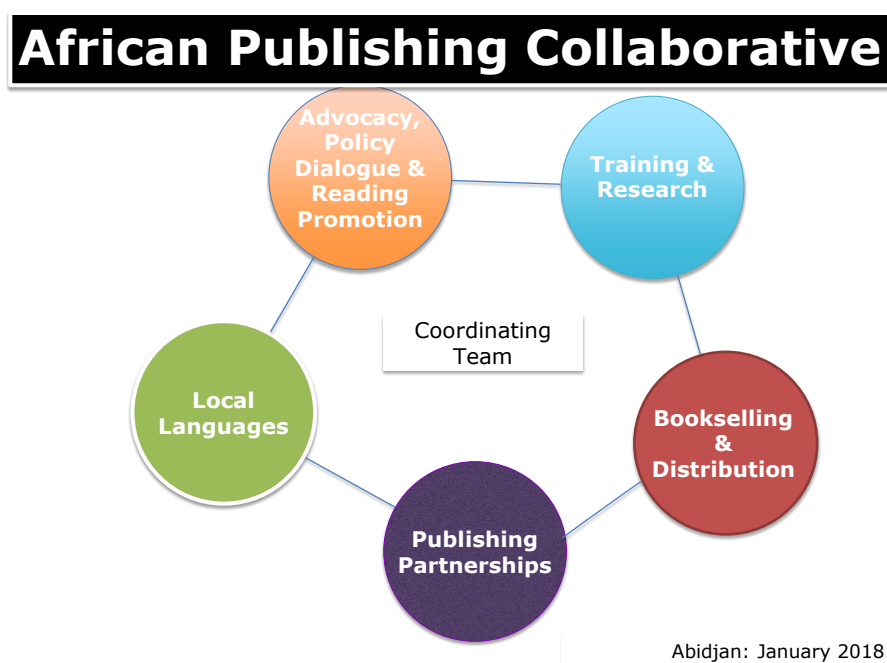 African Publishing Collaborative
Advocacy,
Policy
Dialogue &
Reading
Promotion
Training &
Research
Coordinating
Team
Local
Languages
Bookselling
&
Distribution
Publishing
Partnerships
Abidjan: January 2018